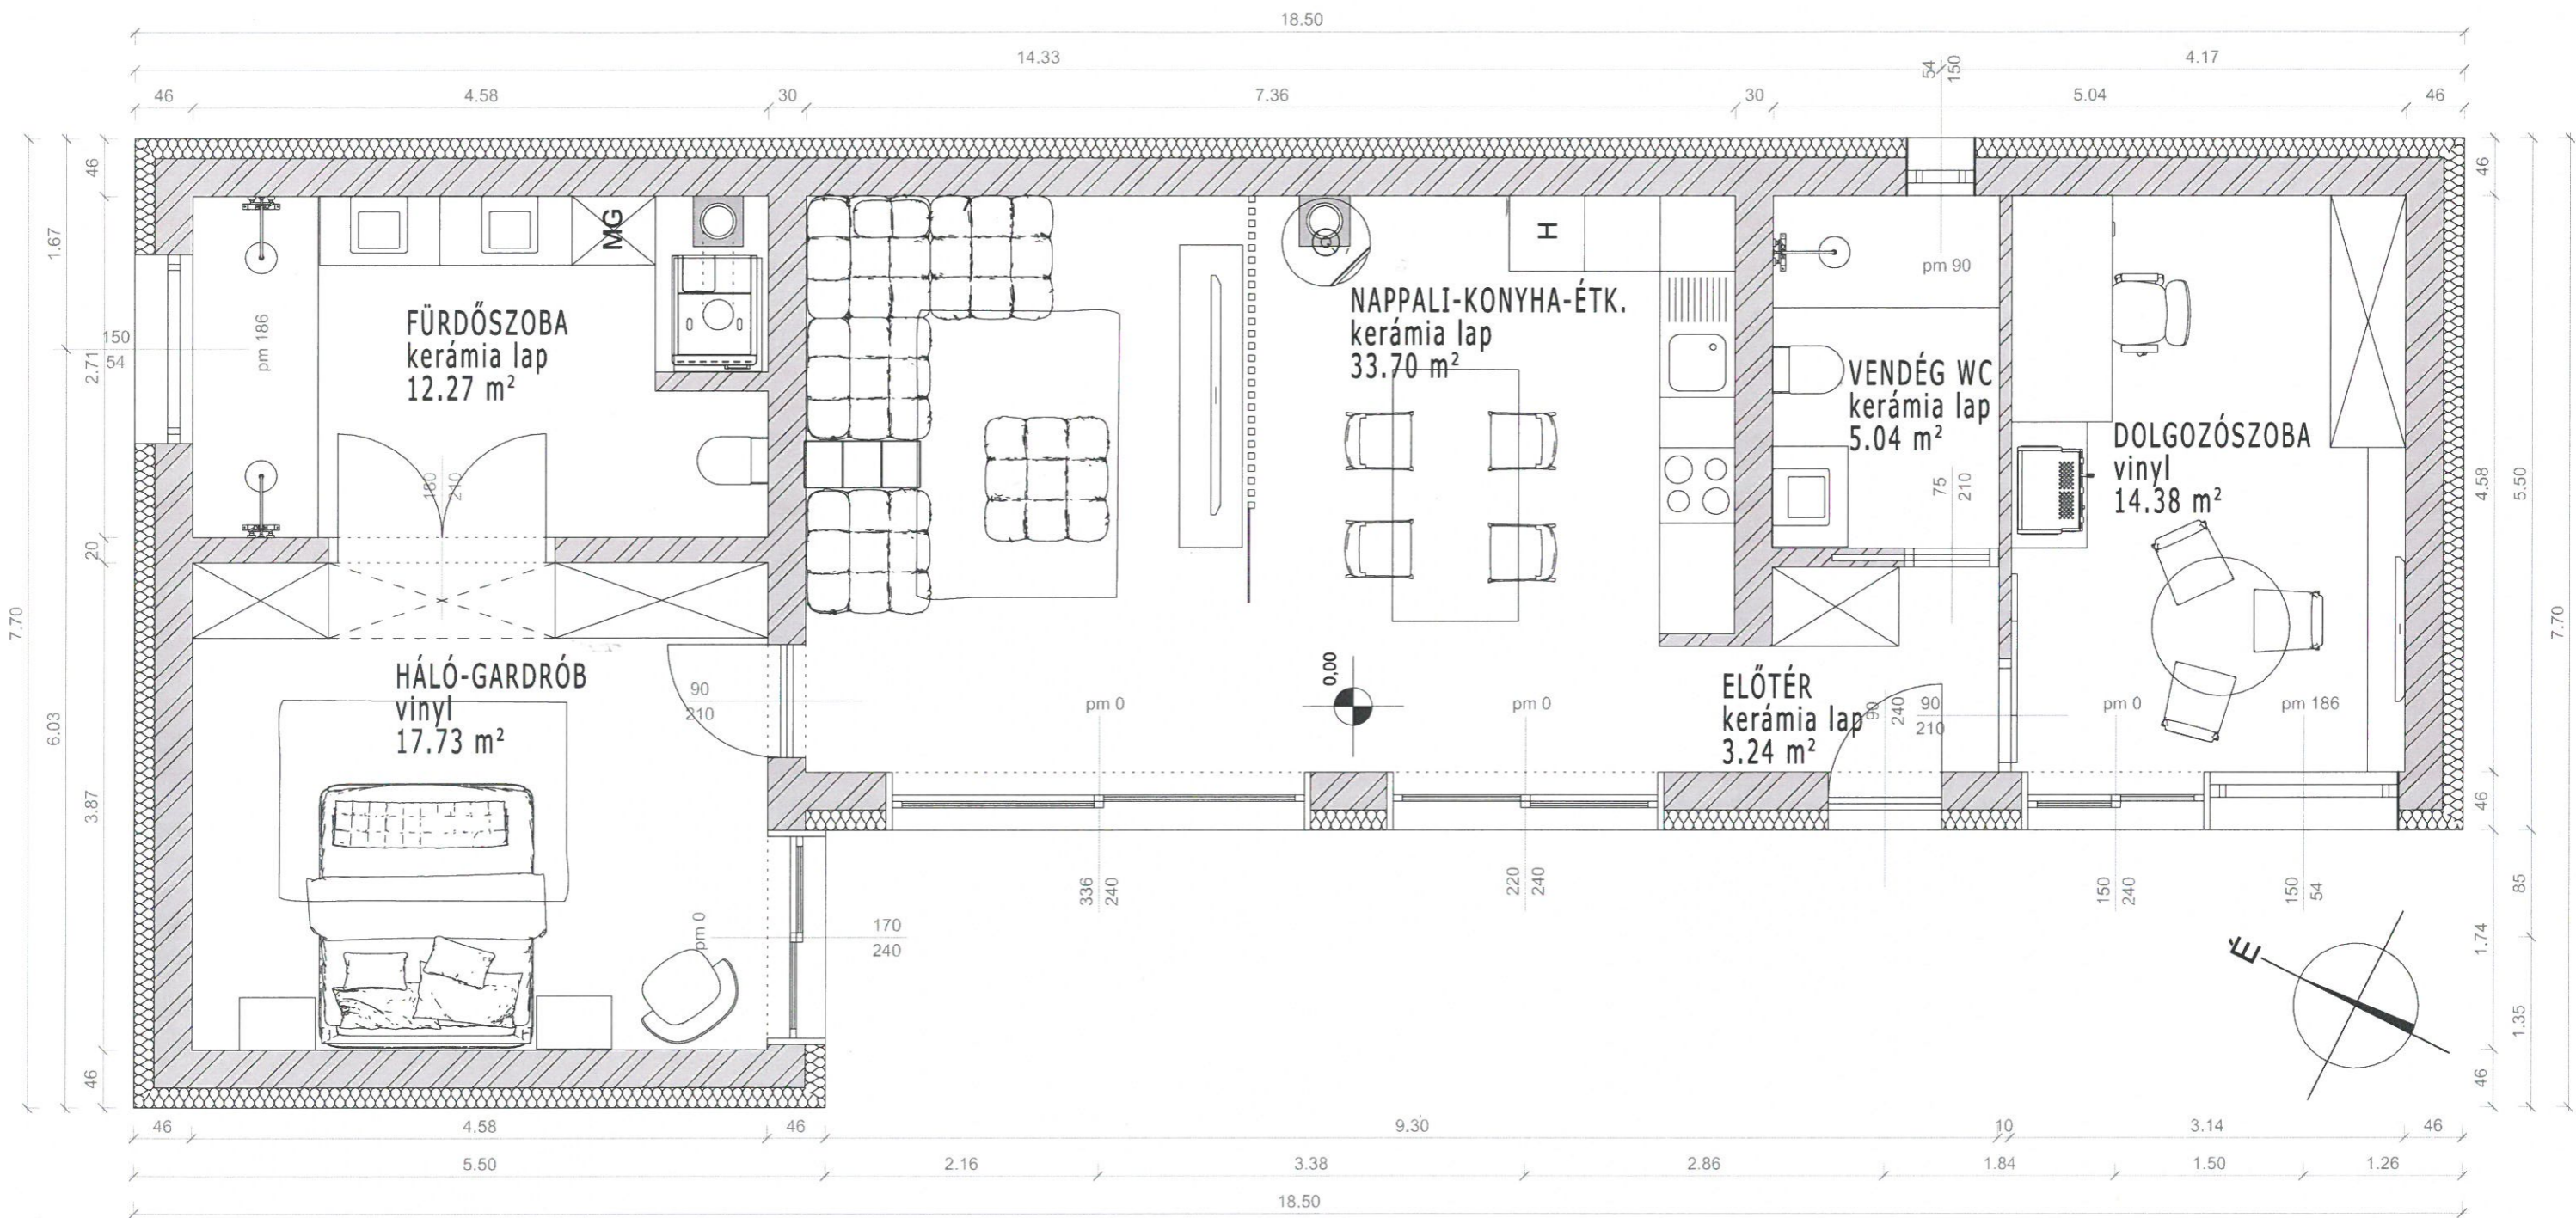 18.50
14.33
54
150
4.17
46
4.58
30
7.36
30
5.04
46
46
46
1.67
MG
H
pm 90
FÜRDŐSZOBA
kerámia lap
12.27 m²
pm 186
150
54
2.71
NAPPALI-KONYHA-ÉTK.
kerámia lap
33.70 m²
VENDÉG WC
kerámia lap
5.04 m²
DOLGOZÓSZOBA
vinyl
14.38 m²
180
210
75
210
4.58
5.50
20
7.70
7.70
HÁLÓ-GARDRÓB
vinyl
17.73 m²
90
210
0,00
pm 0
pm 0
ELŐTÉR
kerámia lap
3.24 m²
90
240
90
210
pm 0
pm 186
6.03
3.87
46
336
240
220
240
150
240
150
54
85
pm 0
170
240
1.74
É
1.35
46
46
46
4.58
46
9.30
10
3.14
46
5.50
2.16
3.38
2.86
1.84
1.50
1.26
18.50